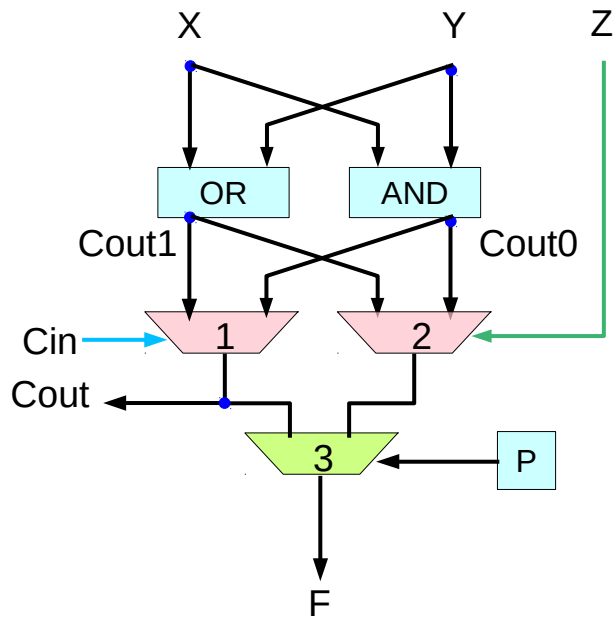 X Y Z
OR AND
Cout1 Cout0
Cin 1 2
Cout
3 P
F